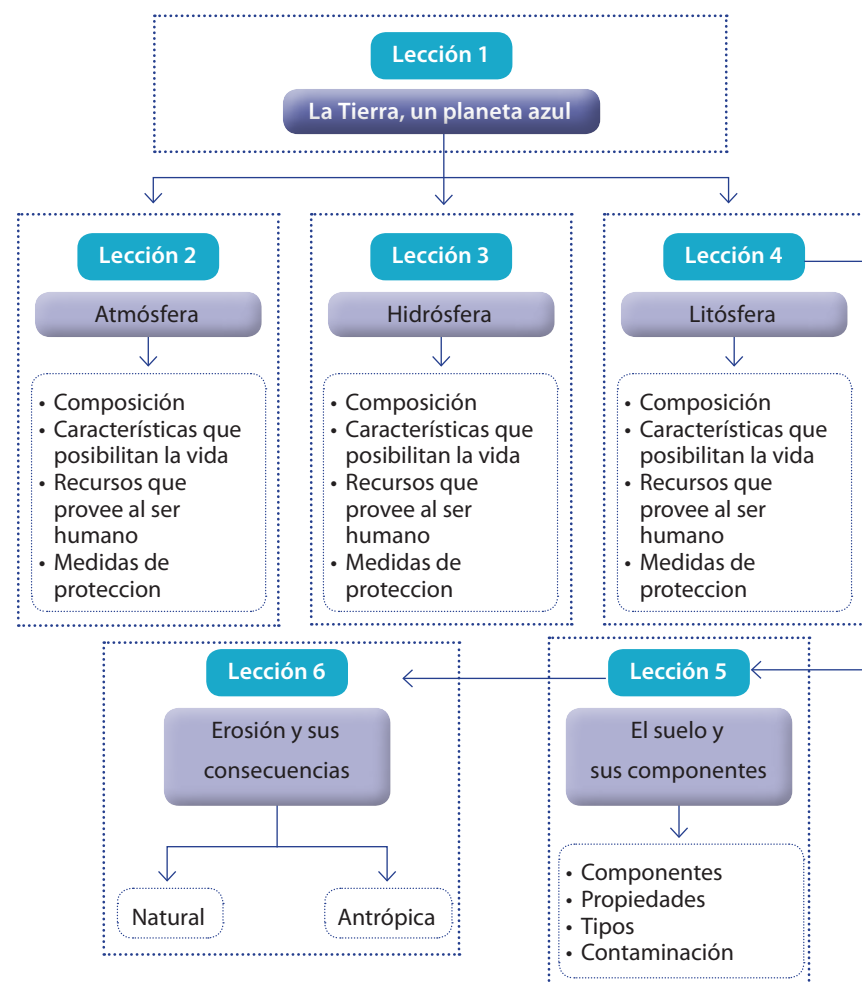 Lección 1
La Tierra, un planeta azul
Lección 2
Atmósfera
• Composición
• Características que
posibilitan la vida
• Recursos que
provee al ser
humano
• Medidas de
proteccion
Lección 3
Hidrósfera
• Composición
• Características que
posibilitan la vida
• Recursos que
provee al ser
humano
• Medidas de
proteccion
Lección 4
Litósfera
• Composición
• Características que
posibilitan la vida
• Recursos que
provee al ser
humano
• Medidas de
proteccion
Lección 5
El suelo y
sus componentes
• Componentes
• Propiedades
• Tipos
• Contaminación
Lección 6
Erosión y sus
consecuencias
Natural
Antrópica